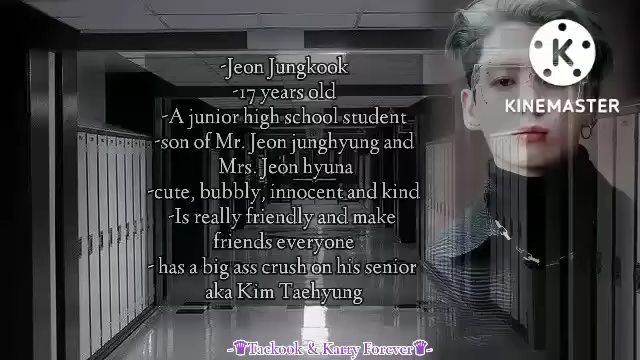 -Jeon Jungkook
-17 years old
-A junior high school student
-son of Mr. Jeon junghyung and
Mrs. Jeon hyuna
-cute, bubbly, innocent and kind
-Is really friendly and make
friends everyone
- has a big ass crush on his senior
aka Kim Taehyung
K
KINEMASTER
-♛Taekook & Karry Forever♛-